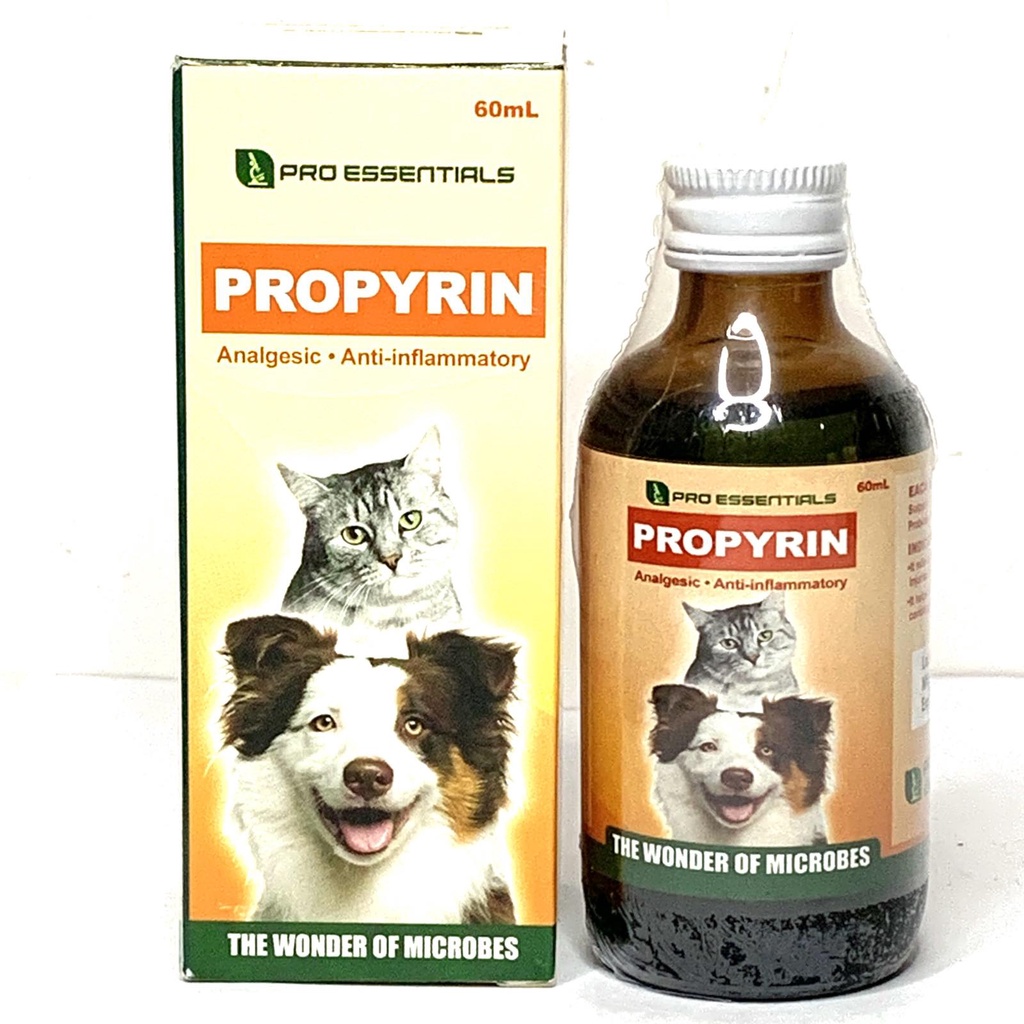 60mL
PRO ESSENTIALS
PROPYRIN
Analgesic • Anti-inflammatory
THE WONDER OF MICROBES
PRO ESSENTIALS
60mL
PROPYRIN
Analgesic • Anti-inflammatory
THE WONDER OF MICROBES